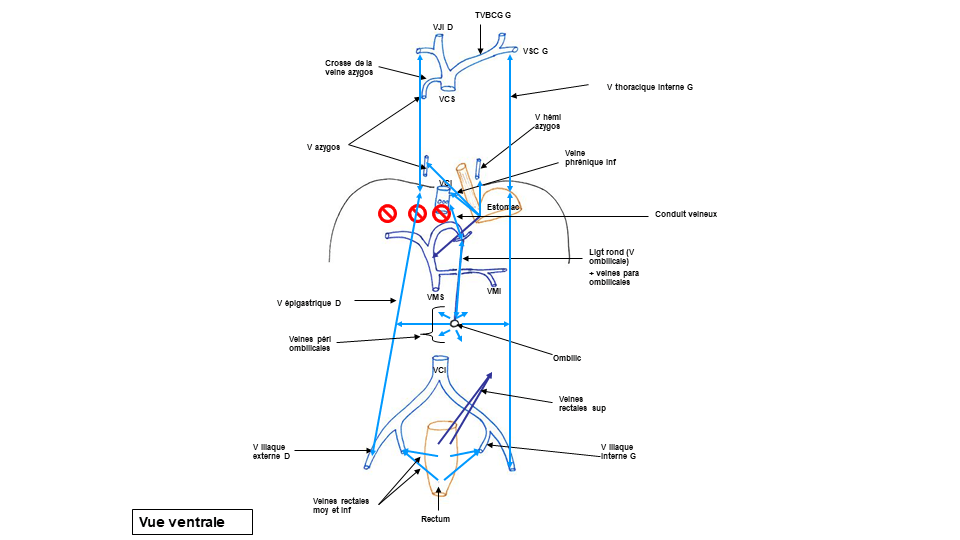 TVBCG G
VJI D
VSC G
Crosse de la
veine azygos
V thoracique interne G
VCS
V hémi
azygos
V azygos
Veine
phrénique inf
VCI
Estomac
Conduit veineux
Ligt rond (V
ombilicale)
+ veines para
ombilicales
VMI
VMS
V épigastrique D
Veines péri
ombilicales
Ombilic
VCI
Veines
rectales sup
V iliaque
externe D
V iliaque
interne G
Veines rectales
moy et inf
Rectum
Vue ventrale